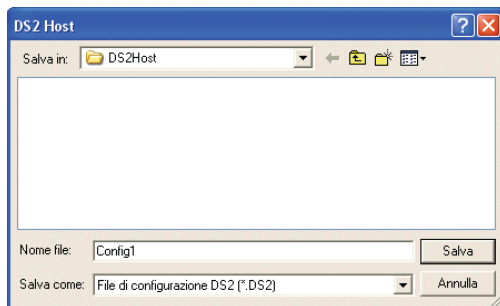 DS2 Host
Salva in: DS2Host
Nome file: Config1 Salva
Salva come: File di configurazione DS2 (*.DS2) Annulla